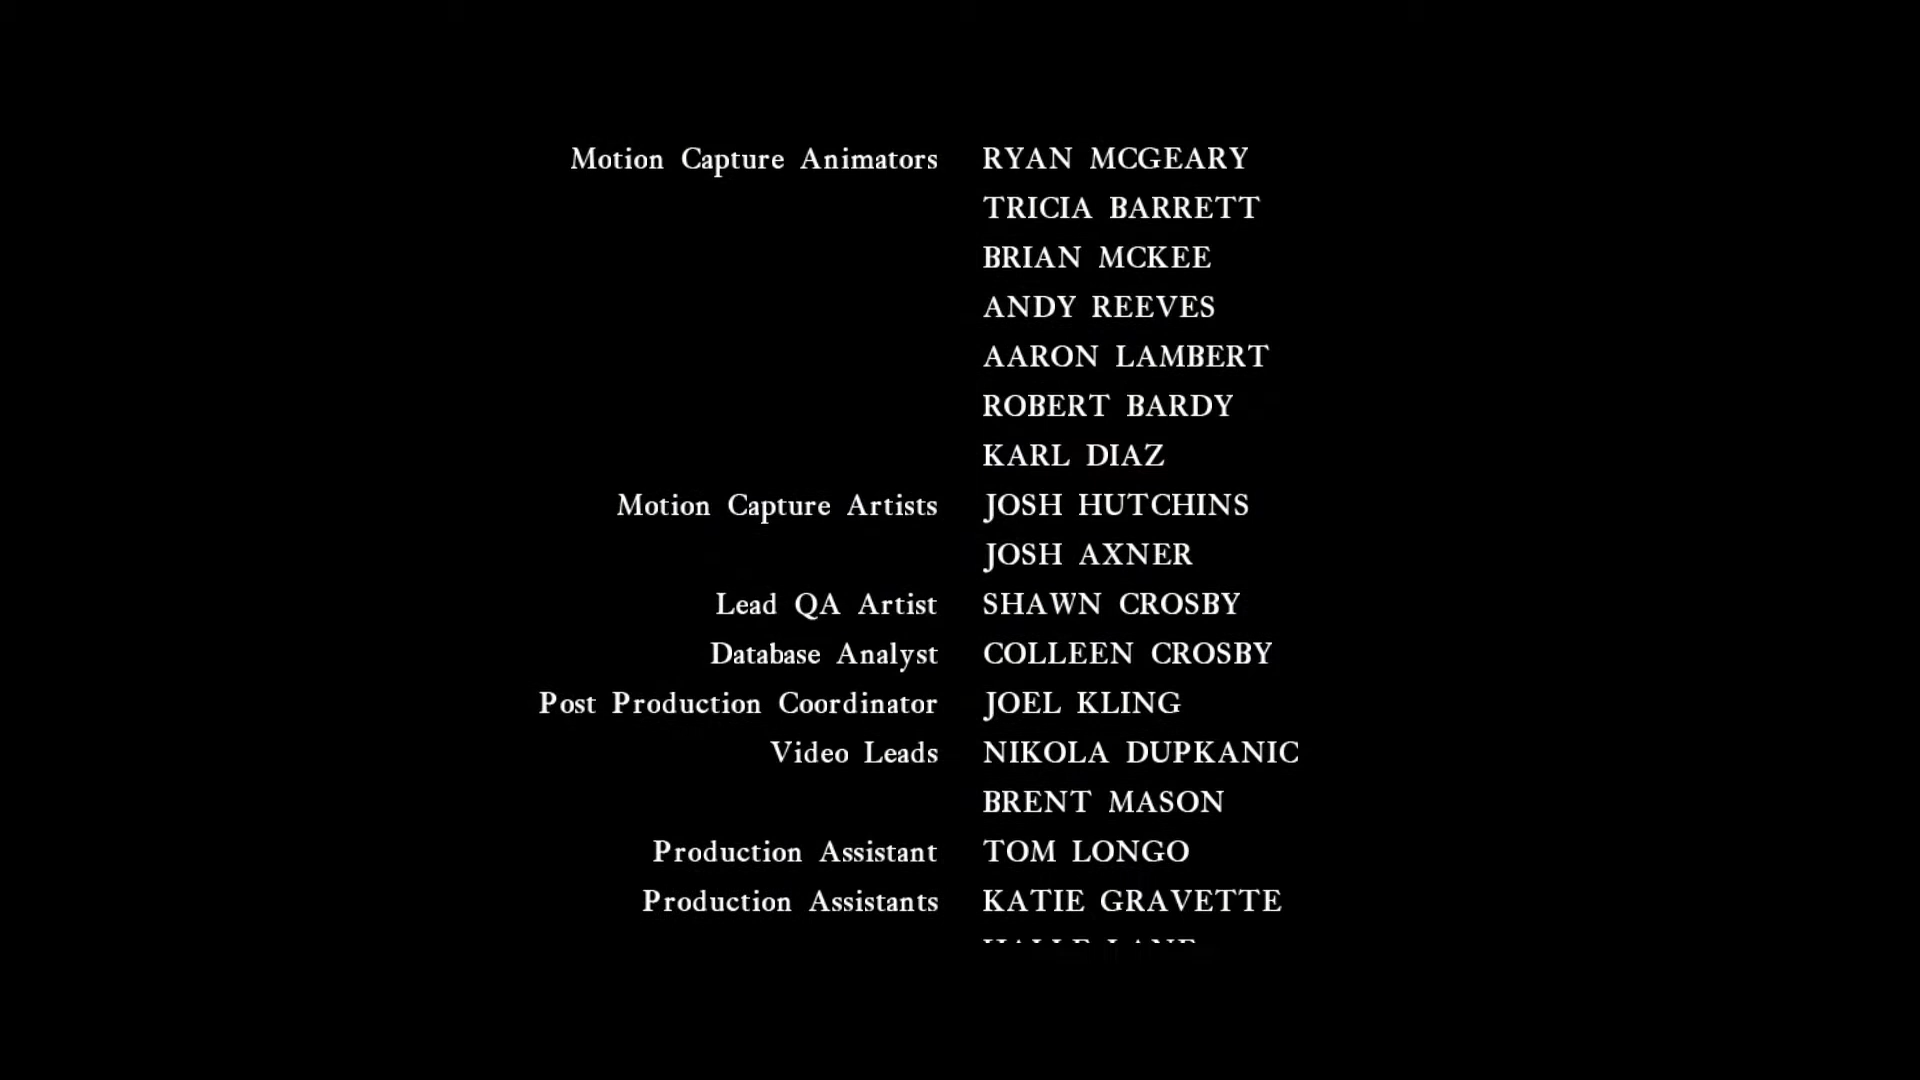 Motion Capture Animators RYAN MCGEARY
TRICIA BARRETT
BRIAN MCKEE
ANDY REEVES
AARON LAMBERT
ROBERT BARDY
KARL DIAZ
Motion Capture Artists JOSH HUTCHINS
JOSH AXNER
Lead QA Artist SHAWN CROSBY
Database Analyst COLLEEN CROSBY
Post Production Coordinator JOEL KLING
Video Leads NIKOLA DUPKANIC
BRENT MASON
Production Assistant TOM LONGO
Production Assistants KATIE GRAVETTE